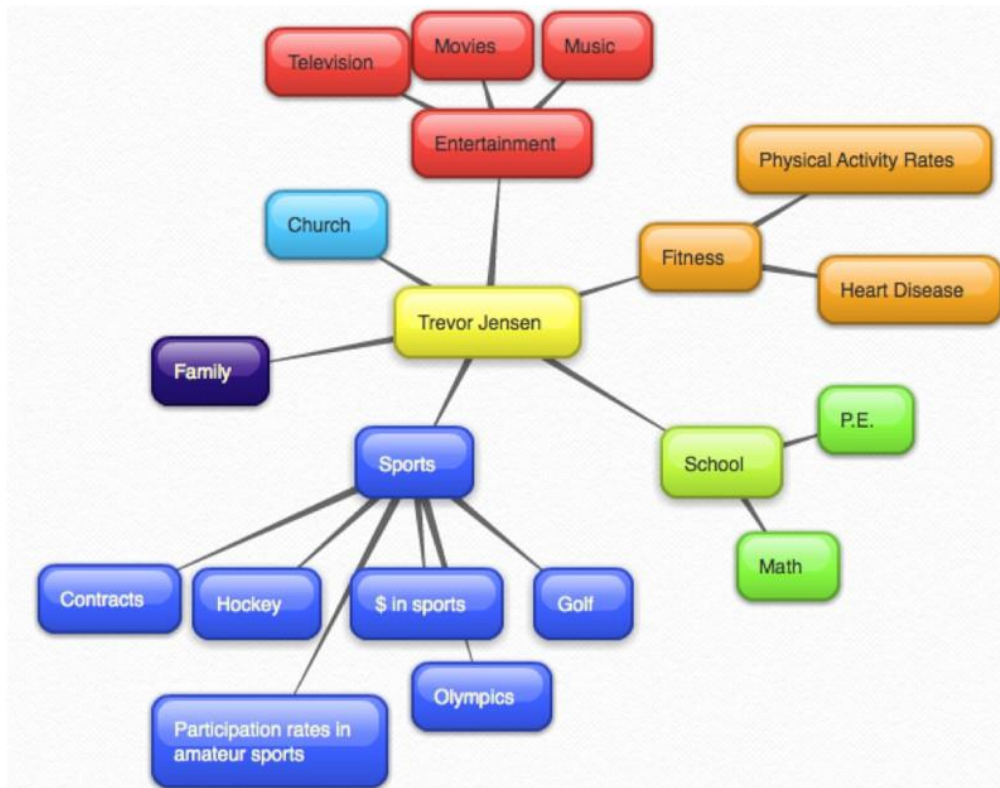 Movies
Music
Television
Entertainment
Physical Activity Rates
Church
Fitness
Heart Disease
Trevor Jensen
Family
P.E.
Sports
School
Math
Contracts
Hockey
$ in sports
Golf
Olympics
Participation rates in
amateur sports